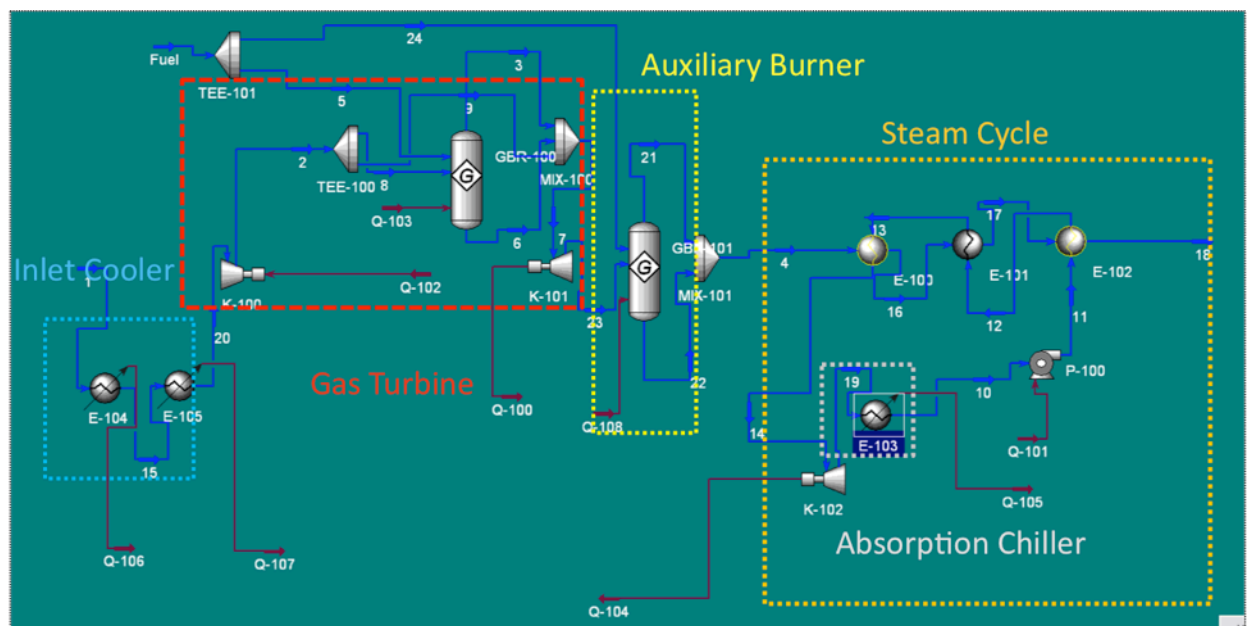 24
Fuel
3
Auxiliary Burner
TEE-101
5
9
Steam Cycle
2
GBR-100
21
TEE-100
8
MIX-100
17
Q-103
13
G
G
GBR-101
6
7
4
E-100
E-101
E-102
18
Inlet Cooler
1
K-100
Q-102
K-101
MIX-101
16
12
11
20
23
P-100
19
10
Gas Turbine
E-104
E-105
Q-100
22
Q-108
14
E-103
Q-101
15
K-102
Q-105
Absorption Chiller
Q-106
Q-107
Q-104